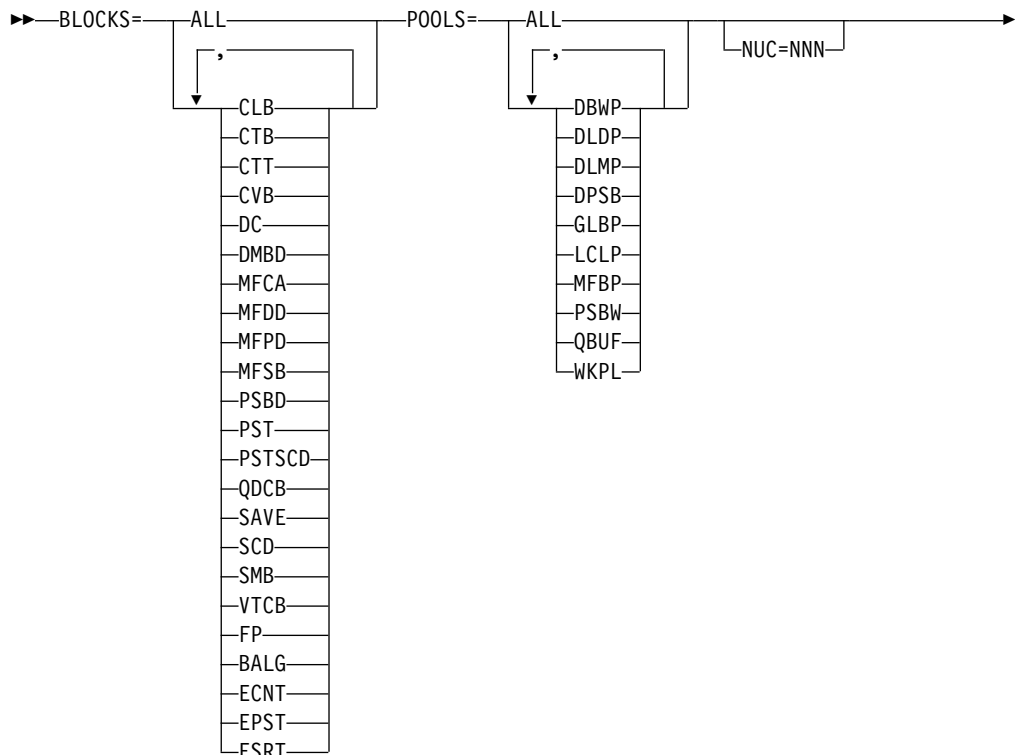 BLOCKS= ALL POOLS= ALL NUC=NNN
, ,
CLB DBWP
CTB DLDP
CTT DLMP
CVB DPSB
DC GLBP
DMBD LCLP
MFCA MFBP
MFDD PSBW
MFPD QBUF
MFSB WKPL
PSBD
PST
PSTSCD
QDCB
SAVE
SCD
SMB
VTCB
FP
BALG
ECNT
EPST
ESRT